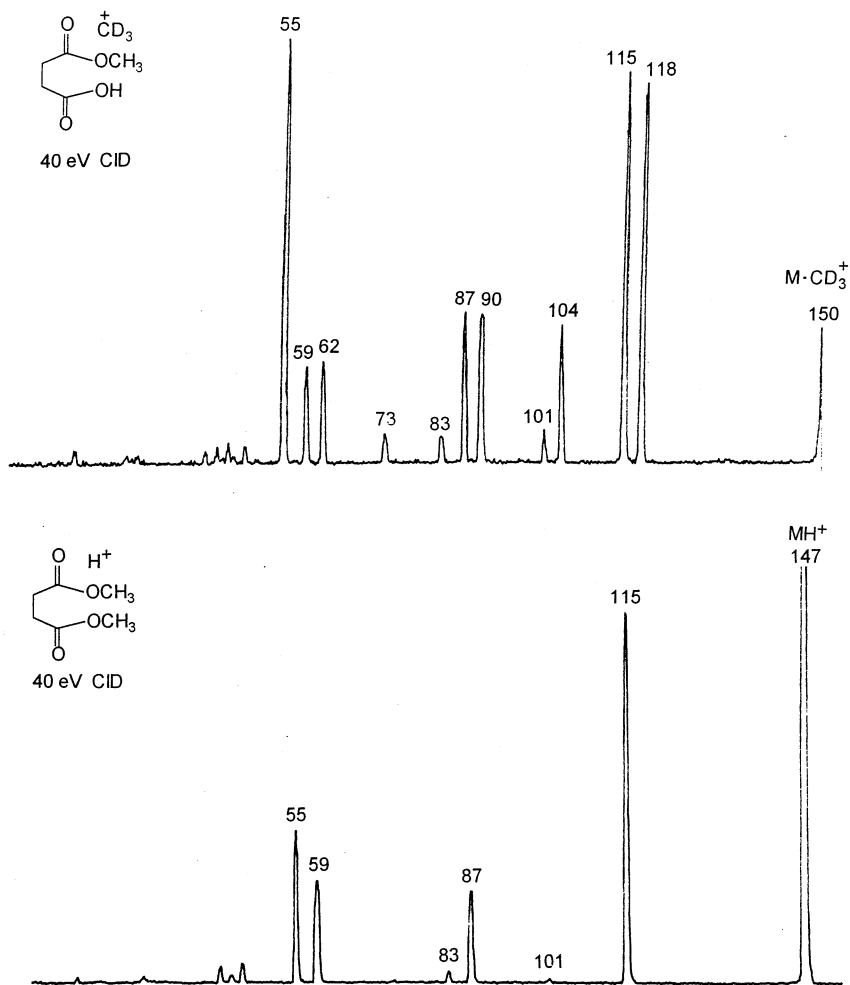 O
+
CD3
OCH3
OH
O
40 eV CID
55
59
62
73
83
87
90
101
104
115
118
M·CD3+
150
O
H+
OCH3
OCH3
O
40 eV CID
55
59
83
87
101
115
MH+
147